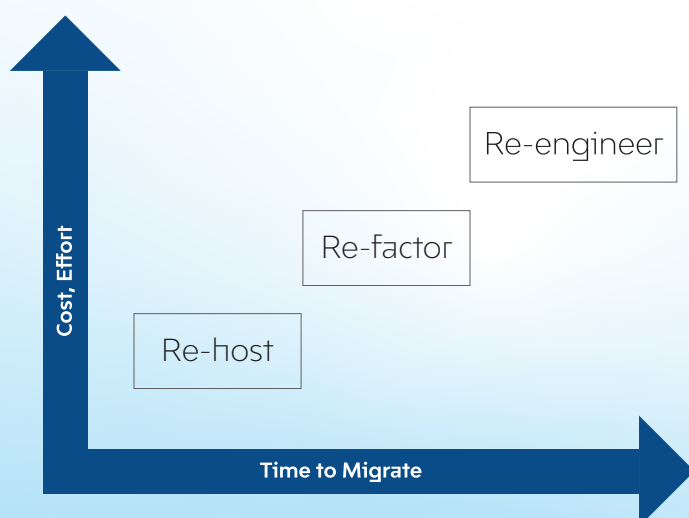 Re-engineer
Re-factor
Cost, Effort
Re-host
Time to Migrate